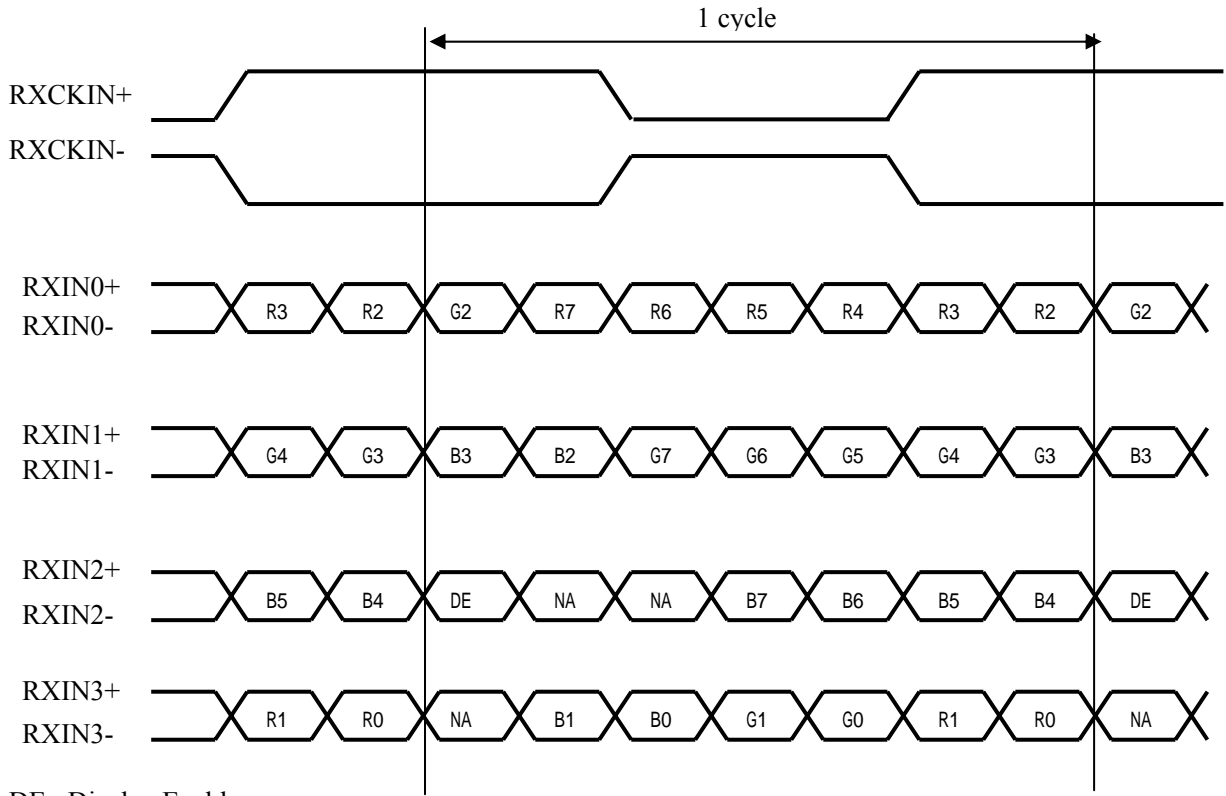 1 cycle
RXCKIN+
RXCKIN-
RXIN0+
R3 R2 G2 R7 R6 R5 R4 R3 R2 G2
RXIN0-
RXIN1+
G4 G3 B3 B2 G7 G6 G5 G4 G3 B3
RXIN1-
RXIN2+
B5 B4 DE NA NA B7 B6 B5 B4 DE
RXIN2-
RXIN3+
R1 R0 NA B1 B0 G1 G0 R1 R0 NA
RXIN3-